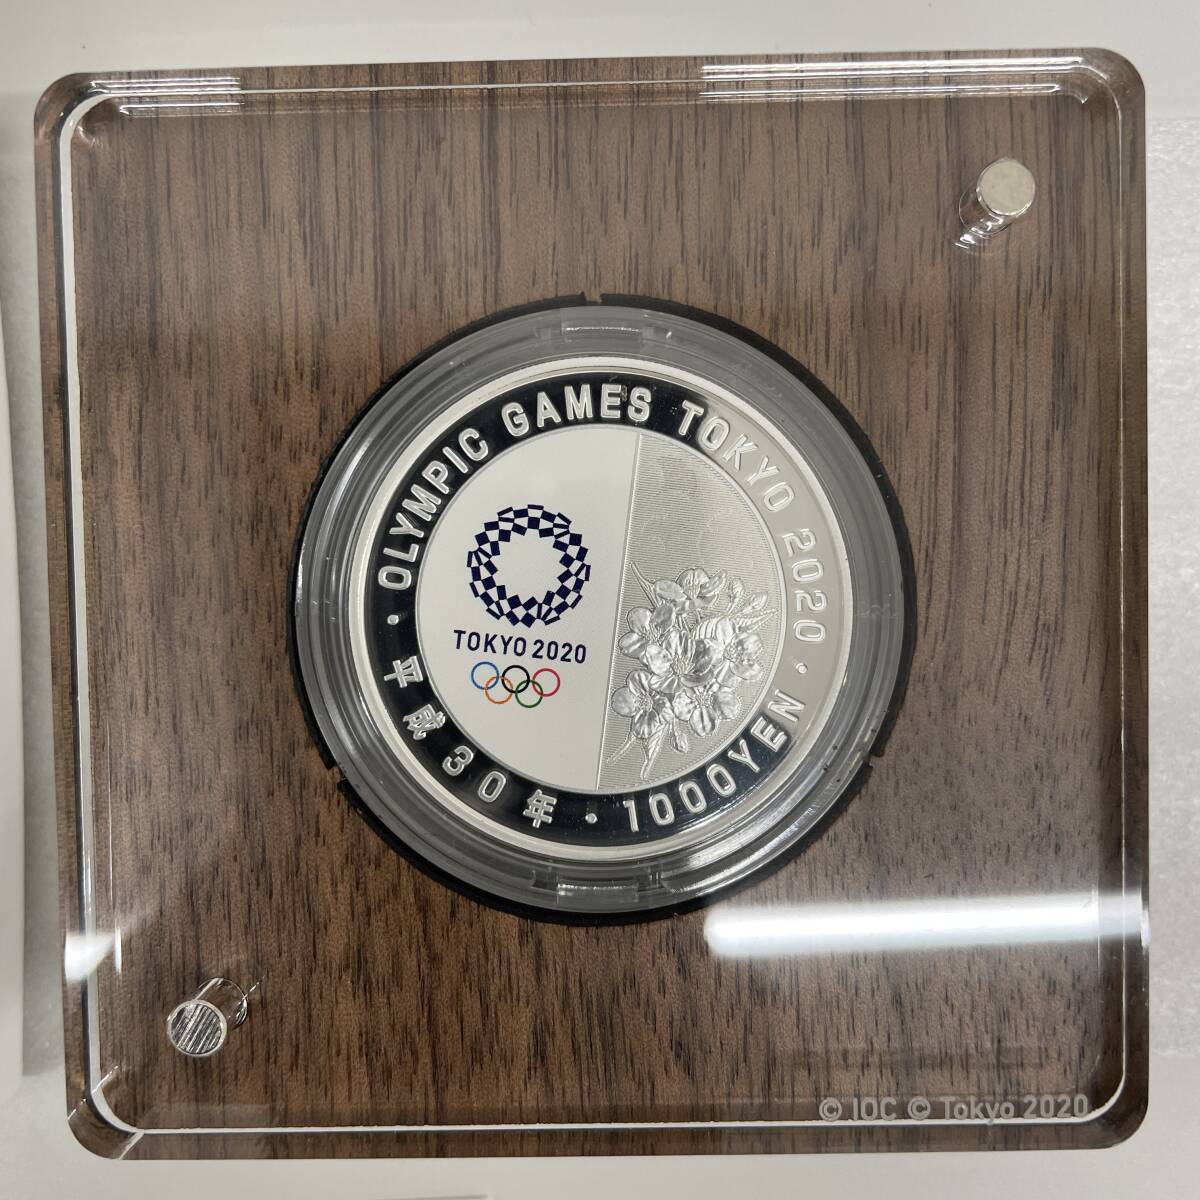 OLYMPIC GAMES TOKYO 2020
TOKYO 2020
・平成30年・1000YEN・
© IOC © Tokyo 2020